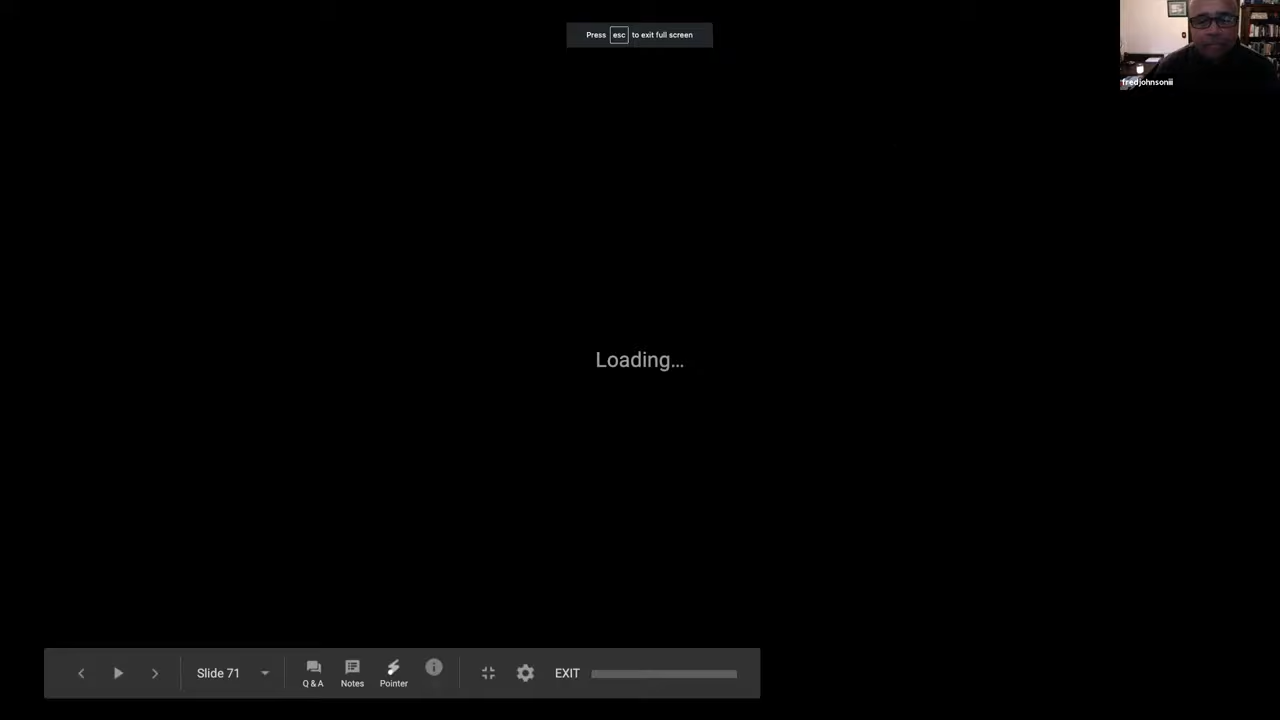 Press esc to exit full screen
fredjohnsoniii
Loading...
Slide 71
Q & A
Notes
Pointer
EXIT